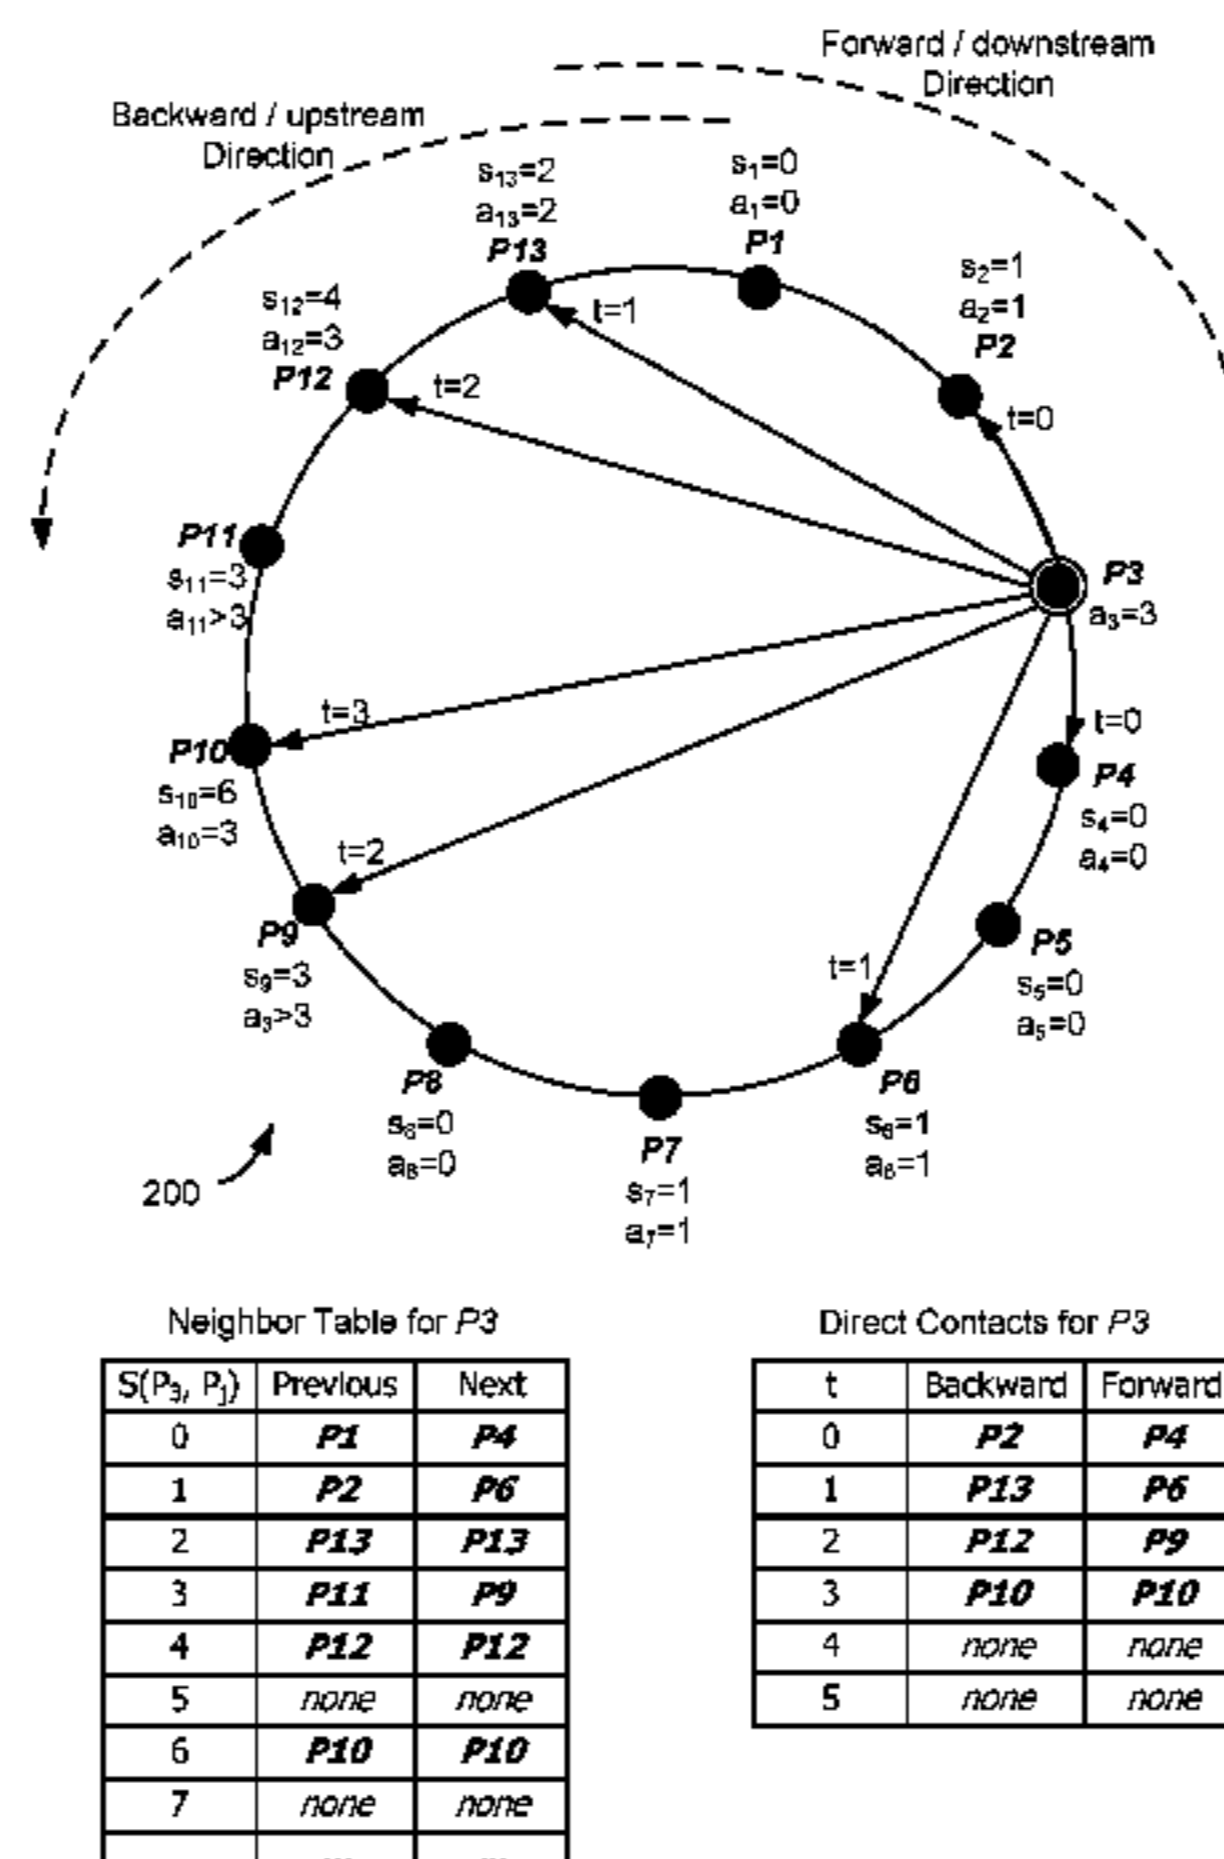 Forward / downstream
Direction
Backward / upstream
Direction
s₁₃=2
a₁₃=2
P13
s₁=0
a₁=0
P1
s₂=1
a₂=1
P2
s₁₂=4
a₁₂=3
P12
t=1
t=2
t=0
P11
s₁₁=3
a₁₁>3
P3
a₃=3
t=3
t=0
P10
s₁₀=6
a₁₀=3
P4
s₄=0
a₄=0
t=2
P9
s₉=3
a₃>3
t=1
P5
s₅=0
a₅=0
P8
s₈=0
a₈=0
P7
s₇=1
a₇=1
P6
s₆=1
a₆=1
200
Neighbor Table for P3
S(P₃, Pⱼ) Previous Next
0 P1 P4
1 P2 P6
2 P13 P13
3 P11 P9
4 P12 P12
5 none none
6 P10 P10
7 none none
... ...
Direct Contacts for P3
t Backward Forward
0 P2 P4
1 P13 P6
2 P12 P9
3 P10 P10
4 none none
5 none none